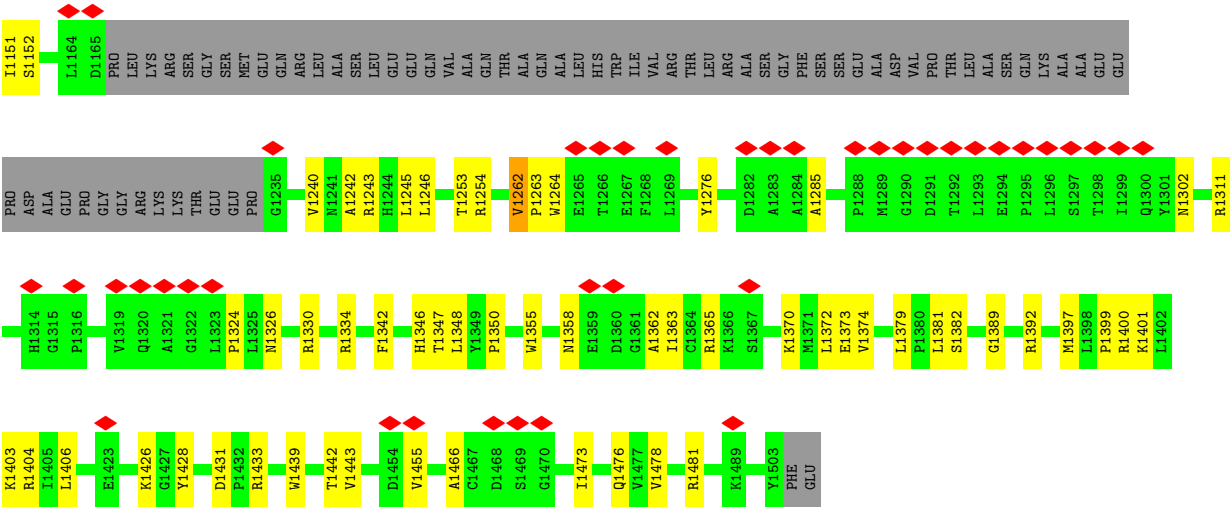 I1151 S1152 L1164 D1165 PRO LEU LYS ARG SER GLY SER MET GLU GLN ARG LEU ALA SER LEU GLU GLU GLN VAL ALA GLN THR ALA GLN ALA LEU HIS TRP ILE VAL ARG THR LEU ARG ALA SER GLY PHE SER SER GLU ALA ASP VAL PRO THR LEU ALA SER GLN LYS ALA ALA GLU GLU
PRO ASP ALA GLU PRO GLY GLY ARG LYS LYS THR GLU GLU PRO G1235 V1240 N1241 A1242 R1243 H1244 L1245 L1246 T1253 R1254 V1262 P1263 W1264 E1265 T1266 E1267 F1268 L1269 Y1276 D1282 A1283 A1284 A1285 P1288 M1289 G1290 D1291 T1292 L1293 E1294 P1295 L1296 S1297 T1298 I1299 Q1300 Y1301 N1302 R1311
H1314 G1315 P1316 V1319 Q1320 A1321 G1322 L1323 P1324 L1325 N1326 R1330 R1334 F1342 H1346 T1347 L1348 Y1349 P1350 W1355 N1358 E1359 D1360 G1361 A1362 I1363 C1364 R1365 K1366 S1367 K1370 M1371 L1372 E1373 V1374 L1379 P1380 L1381 S1382 G1389 R1392 M1397 L1398 P1399 R1400 K1401 L1402
K1403 R1404 I1405 L1406 E1423 K1426 G1427 Y1428 D1431 P1432 R1433 W1439 T1442 V1443 D1454 V1455 A1466 C1467 D1468 S1469 G1470 I1473 Q1476 V1477 V1478 R1481 K1489 Y1503 PHE GLU